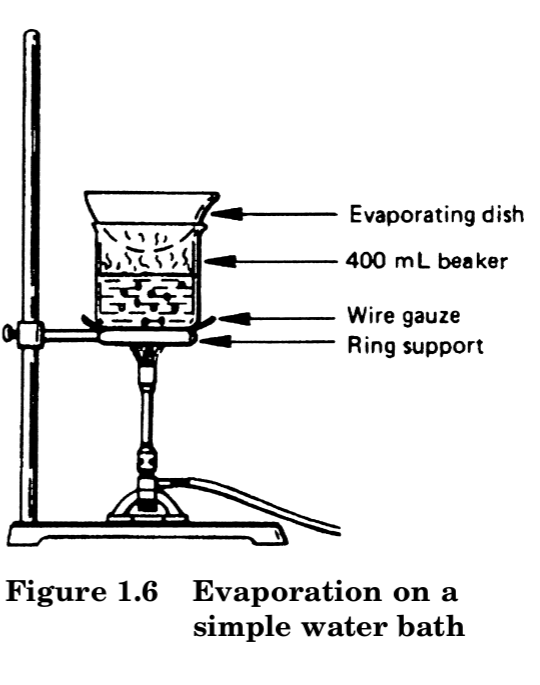 Evaporating dish
400 mL beaker
Wire gauze
Ring support
Figure 1.6 Evaporation on a
simple water bath